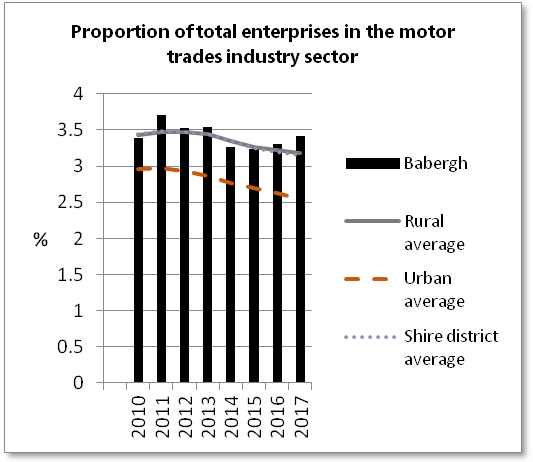 Proportion of total enterprises in the motor
trades industry sector
4
3.5
3
2.5
2
1.5
1
0.5
0
%
2010
2011
2012
2013
2014
2015
2016
2017
Babergh
Rural
average
Urban
average
Shire district
average